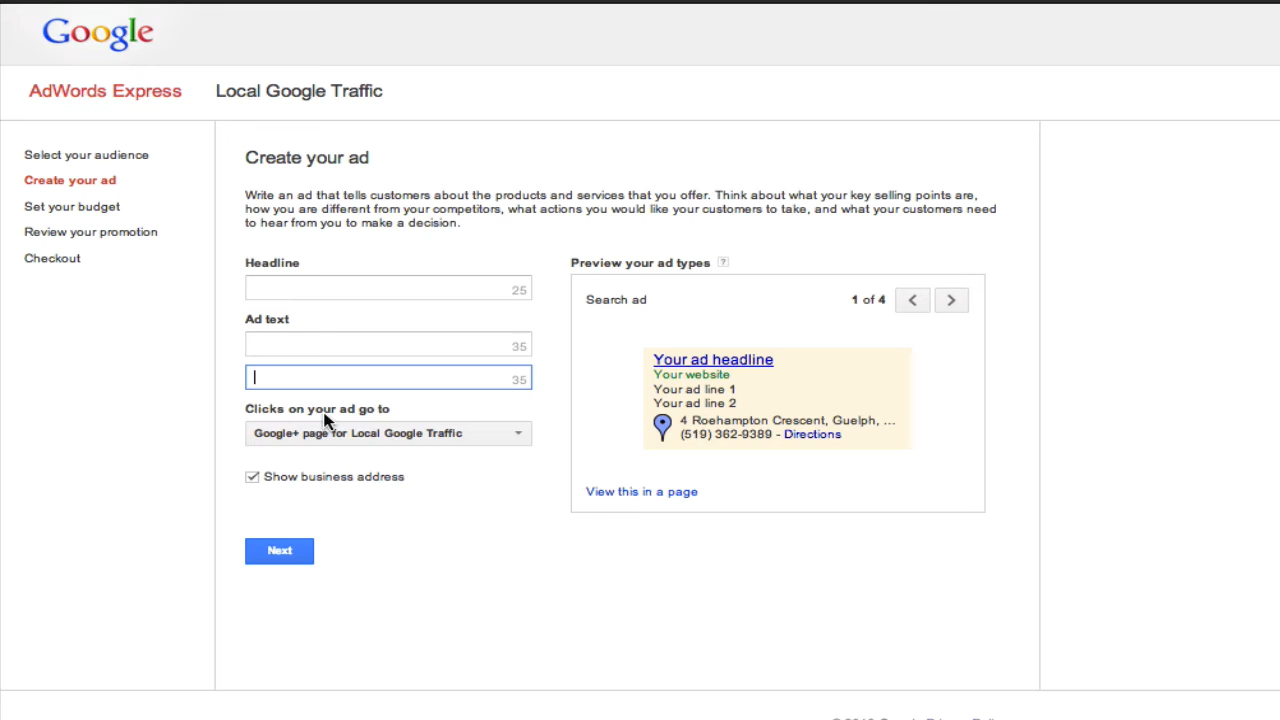 Google
AdWords Express
Local Google Traffic
Select your audience
Create your ad
Set your budget
Review your promotion
Checkout
Create your ad
Write an ad that tells customers about the products and services that you offer. Think about what your key selling points are,
how you are different from your competitors, what actions you would like your customers to take, and what your customers need
to hear from you to make a decision.
Headline
25
Ad text
35
35
Clicks on your ad go to
Google+ page for Local Google Traffic
Show business address
Next
Preview your ad types ?
Search ad
1 of 4
Your ad headline
Your website
Your ad line 1
Your ad line 2
4 Roehampton Crescent, Guelph, ...
(519) 362-9389 - Directions
View this in a page